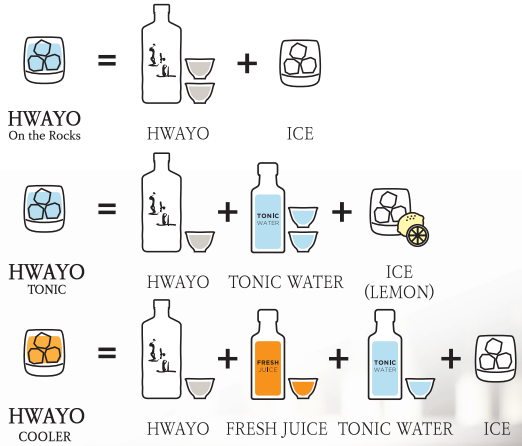 HWAYO
On the Rocks
=
+
HWAYO
ICE
HWAYO
TONIC
=
+
TONIC
WATER
+
HWAYO
TONIC WATER
ICE
(LEMON)
HWAYO
COOLER
=
+
FRESH
JUICE
+
TONIC
WATER
+
HWAYO
FRESH JUICE
TONIC WATER
ICE